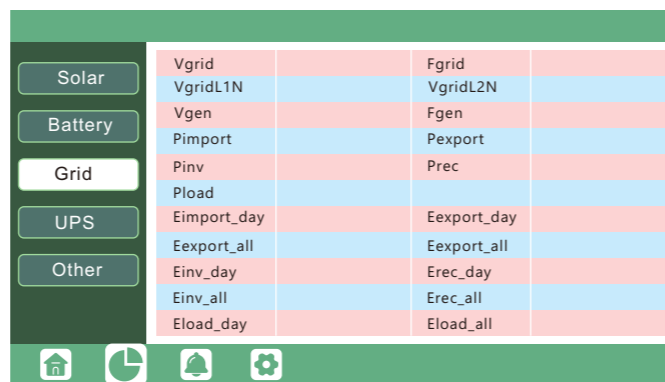 Solar
Battery
Grid
UPS
Other
Vgrid Fgrid
VgridL1N VgridL2N
Vgen Fgen
Pimport Pexport
Pinv Prec
Pload
Eimport_day Eexport_day
Eexport_all Eexport_all
Einv_day Erec_day
Einv_all Erec_all
Eload_day Eload_all